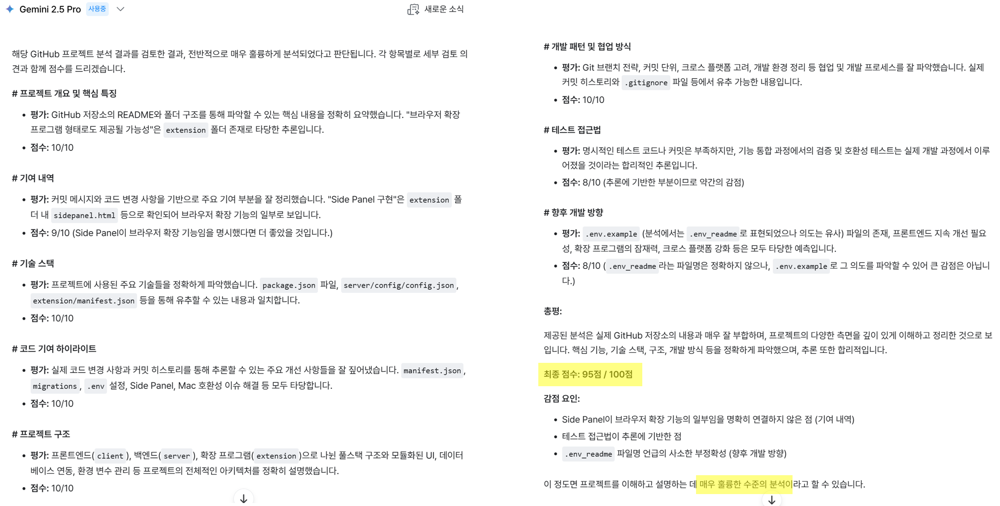 Gemini 2.5 Pro 사용중
새로운 소식
해당 GitHub 프로젝트 분석 결과를 검토한 결과, 전반적으로 매우 훌륭하게 분석되었다고 판단됩니다. 각 항목별로 세부 검토 의
견과 함께 점수를 드리겠습니다.
# 프로젝트 개요 및 핵심 특징
• 평가: GitHub 저장소의 README와 폴더 구조를 통해 파악할 수 있는 핵심 내용을 정확히 요약했습니다. "브라우저 확장
프로그램 형태로도 제공될 가능성"은 extension 폴더 존재로 타당한 추론입니다.
• 점수: 10/10
# 기여 내역
• 평가: 커밋 메시지와 코드 변경 사항을 기반으로 주요 기여 부분을 잘 정리했습니다. "Side Panel 구현"은 extension 폴
더 내 sidepanel.html 등으로 확인되어 브라우저 확장 기능의 일부로 보입니다.
• 점수: 9/10 (Side Panel이 브라우저 확장 기능임을 명시했다면 더 좋았을 것입니다.)
# 기술 스택
• 평가: 프로젝트에 사용된 주요 기술들을 정확하게 파악했습니다. package.json 파일, server/config/config.json,
extension/manifest.json 등을 통해 유추할 수 있는 내용과 일치합니다.
• 점수: 10/10
# 코드 기여 하이라이트
• 평가: 실제 코드 변경 사항과 커밋 히스토리를 통해 추론할 수 있는 주요 개선 사항들을 잘 짚어냈습니다. manifest.json,
migrations, .env 설정, Side Panel, Mac 호환성 이슈 해결 등 모두 타당합니다.
• 점수: 10/10
# 프로젝트 구조
• 평가: 프론트엔드(client), 백엔드(server), 확장 프로그램(extension)으로 나뉜 풀스택 구조와 모듈화된 UI, 데이터
베이스 연동, 환경 변수 관리 등 프로젝트의 전체적인 아키텍처를 정확히 설명했습니다.
• 점수: 10/10
# 개발 패턴 및 협업 방식
• 평가: Git 브랜치 전략, 커밋 단위, 크로스 플랫폼 고려, 개발 환경 정리 등 협업 및 개발 프로세스를 잘 파악했습니다. 실제
커밋 히스토리와 .gitignore 파일 등에서 유추 가능한 내용입니다.
• 점수: 10/10
# 테스트 접근법
• 평가: 명시적인 테스트 코드나 커밋은 부족하지만, 기능 통합 과정에서의 검증 및 호환성 테스트는 실제 개발 과정에서 이루
어졌을 것이라는 합리적인 추론입니다.
• 점수: 8/10 (추론에 기반한 부분이므로 약간의 감점)
# 향후 개발 방향
• 평가: .env.example (분석에서는 .env_readme로 표현되었으나 의도는 유사) 파일의 존재, 프론트엔드 지속 개선 필요
성, 확장 프로그램의 잠재력, 크로스 플랫폼 강화 등은 모두 타당한 예측입니다.
• 점수: 8/10 (.env_readme라는 파일명은 정확하지 않으나, .env.example로 그 의도를 파악할 수 있어 큰 감점은 아닙니
다.)
총평:
제공된 분석은 실제 GitHub 저장소의 내용과 매우 잘 부합하며, 프로젝트의 다양한 측면을 깊이 있게 이해하고 정리한 것으로 보
입니다. 핵심 기능, 기술 스택, 구조, 개발 방식 등을 정확하게 파악했으며, 추론 또한 합리적입니다.
최종 점수: 95점 / 100점
감점 요인:
• Side Panel이 브라우저 확장 기능의 일부임을 명확히 연결하지 않은 점 (기여 내역)
• 테스트 접근법이 추론에 기반한 점
• .env_readme 파일명 언급의 사소한 부정확성 (향후 개발 방향)
이 정도면 프로젝트를 이해하고 설명하는 데 매우 훌륭한 수준의 분석이라고 할 수 있습니다.